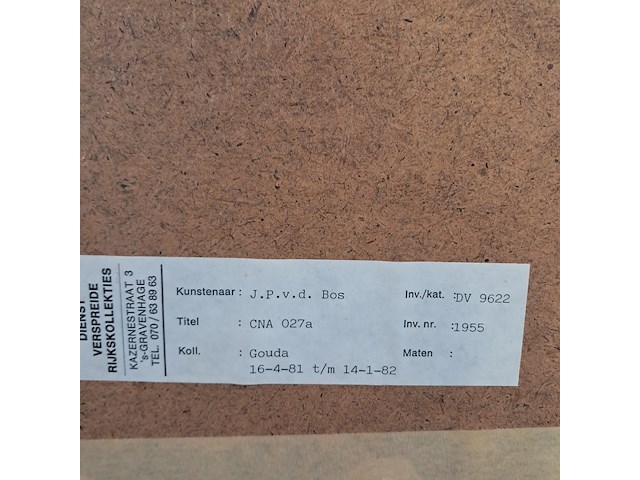 DIENST
VERSPREIDE
RIJKSKOLLEKTIES
KAZERNESTRAAT 3
's-GRAVENHAGE
TEL. 070/ 63 89 63
Kunstenaar : J.P.v.d. Bos Inv./kat. :DV 9622
Titel : CNA 027a Inv. nr. :1955
Koll. : Gouda Maten :
16-4-81 t/m 14-1-82